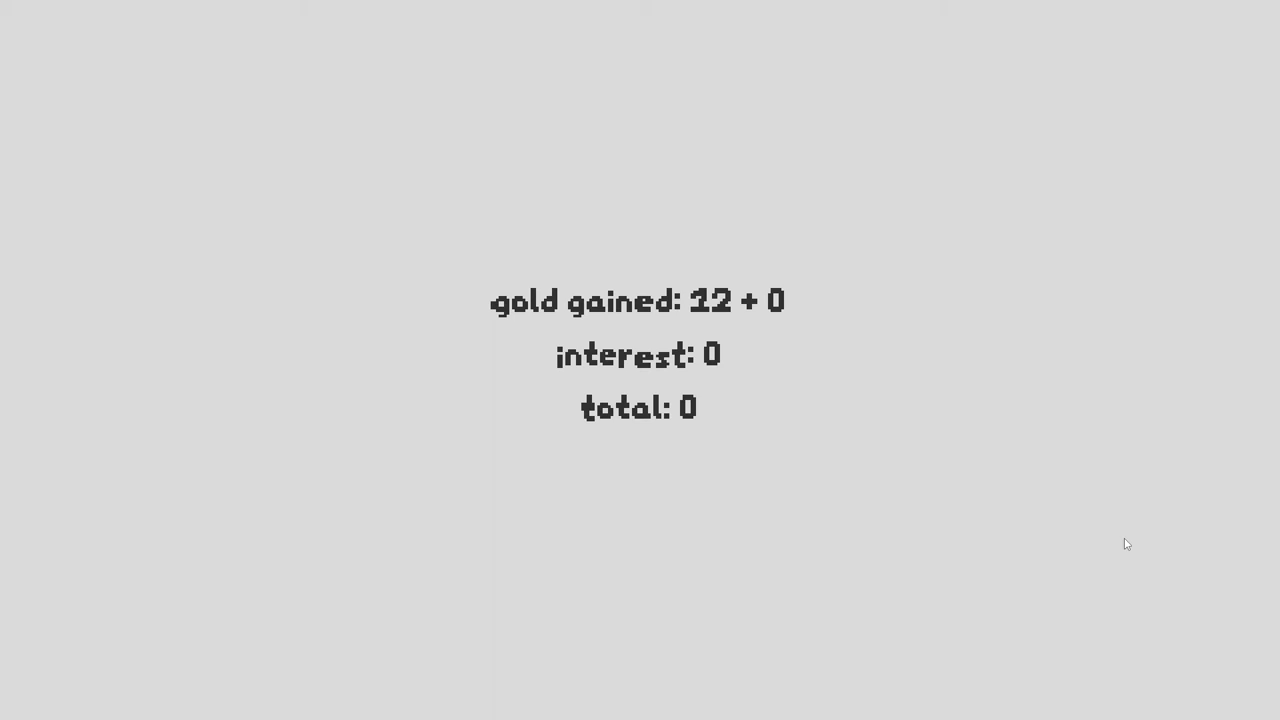 gold gained: 12 + 0
interest: 0
total: 0